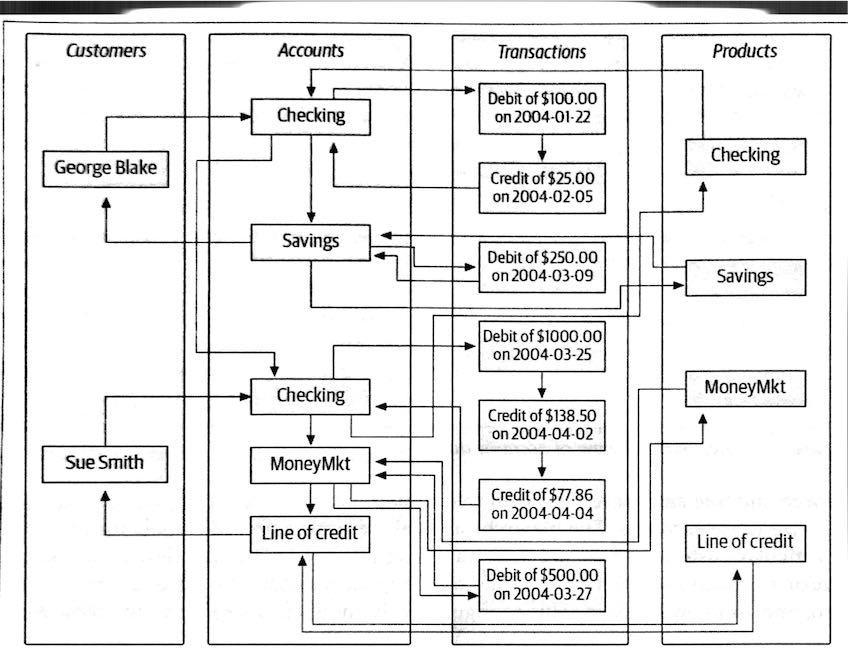 Customers
Accounts
Transactions
Products
George Blake
Sue Smith
Checking
Savings
Checking
MoneyMkt
Line of credit
Debit of $100.00
on 2004-01-22
Credit of $25.00
on 2004-02-05
Debit of $250.00
on 2004-03-09
Debit of $1000.00
on 2004-03-25
Credit of $138.50
on 2004-04-02
Credit of $77.86
on 2004-04-04
Debit of $500.00
on 2004-03-27
Checking
Savings
MoneyMkt
Line of credit